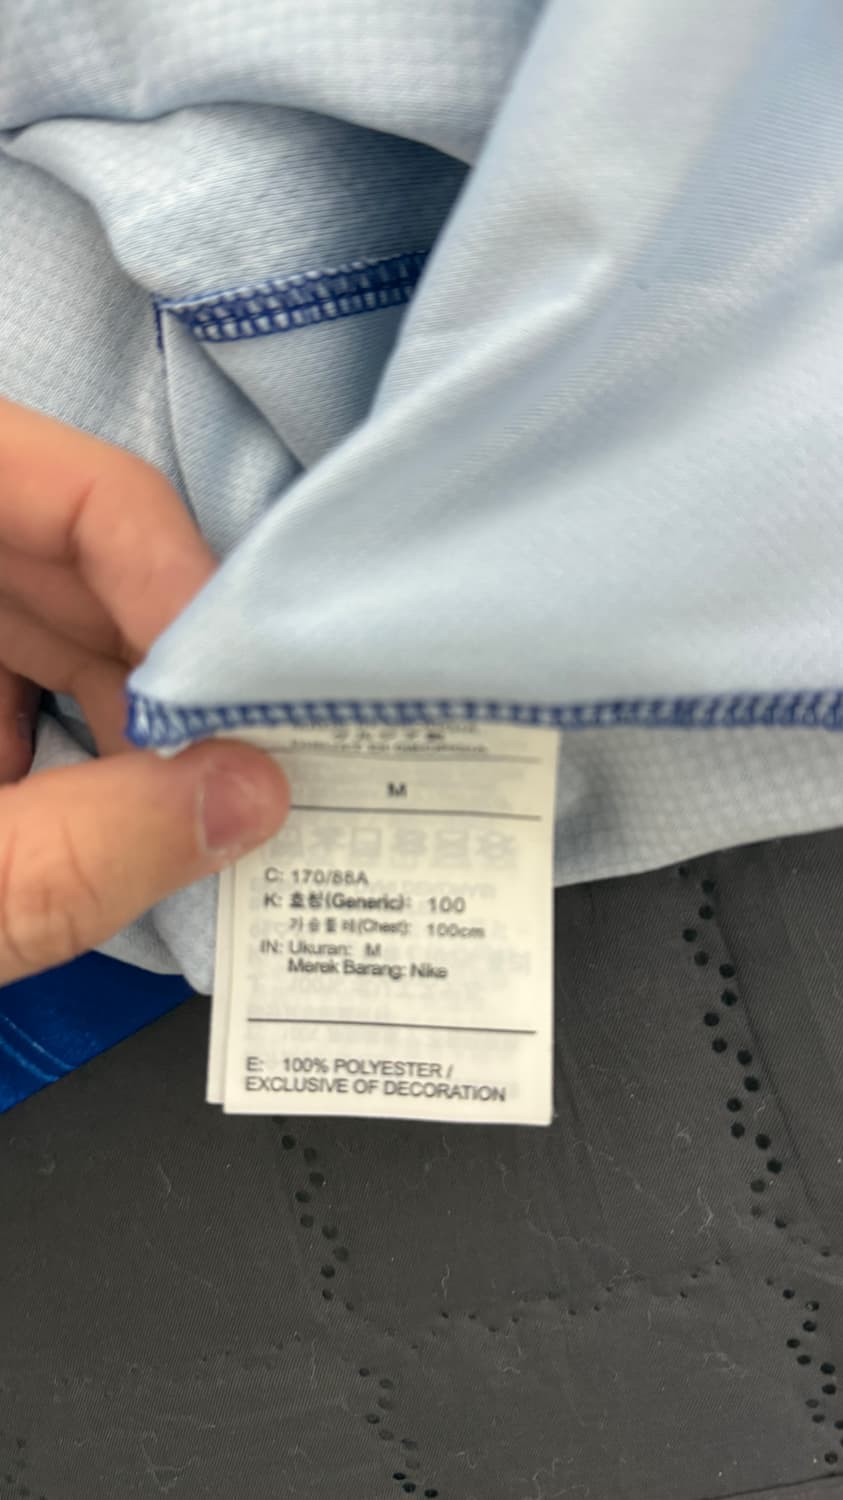 M
C: 170/88A
K: 호칭(Generic): 100
가슴둘레(Chest): 100cm
IN: Ukuran: M
Merek Barang: Nike
E: 100% POLYESTER /
EXCLUSIVE OF DECORATION